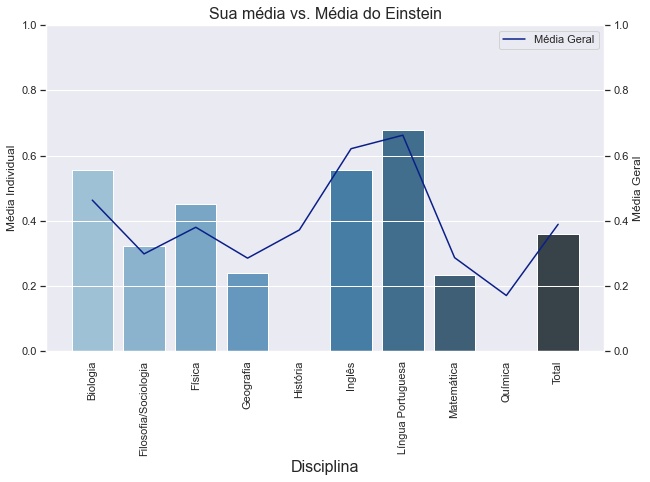 Sua média vs. Média do Einstein
Média Geral
Média Individual
1.0
0.8
0.6
0.4
0.2
0.0
1.0
0.8
0.6
0.4
0.2
0.0
Média Geral
Biologia
Filosofia/Sociologia
Física
Geografia
História
Inglês
Língua Portuguesa
Matemática
Química
Total
Disciplina